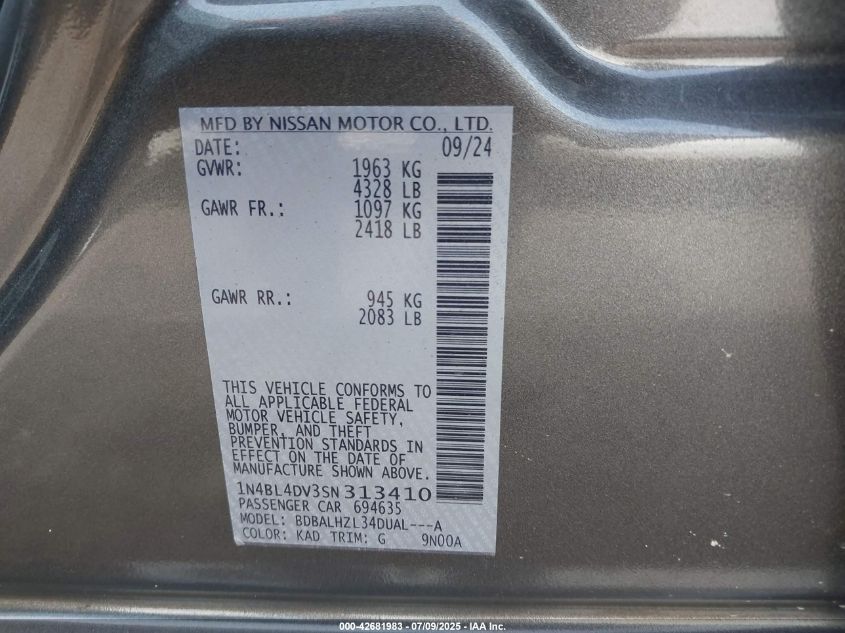 MFD BY NISSAN MOTOR CO., LTD.
DATE: 09/24
GVWR: 1963 KG
4328 LB
GAWR FR.: 1097 KG
2418 LB
GAWR RR.: 945 KG
2083 LB
THIS VEHICLE CONFORMS TO
ALL APPLICABLE FEDERAL
MOTOR VEHICLE SAFETY,
BUMPER, AND THEFT
PREVENTION STANDARDS IN
EFFECT ON THE DATE OF
MANUFACTURE SHOWN ABOVE.
1N4BL4DV3SN313410
PASSENGER CAR 694635
MODEL: BDBALHZL34DUAL---A
COLOR: KAD TRIM: G 9N00A
000-42681983 / 07/09/2025 - IAA Inc.